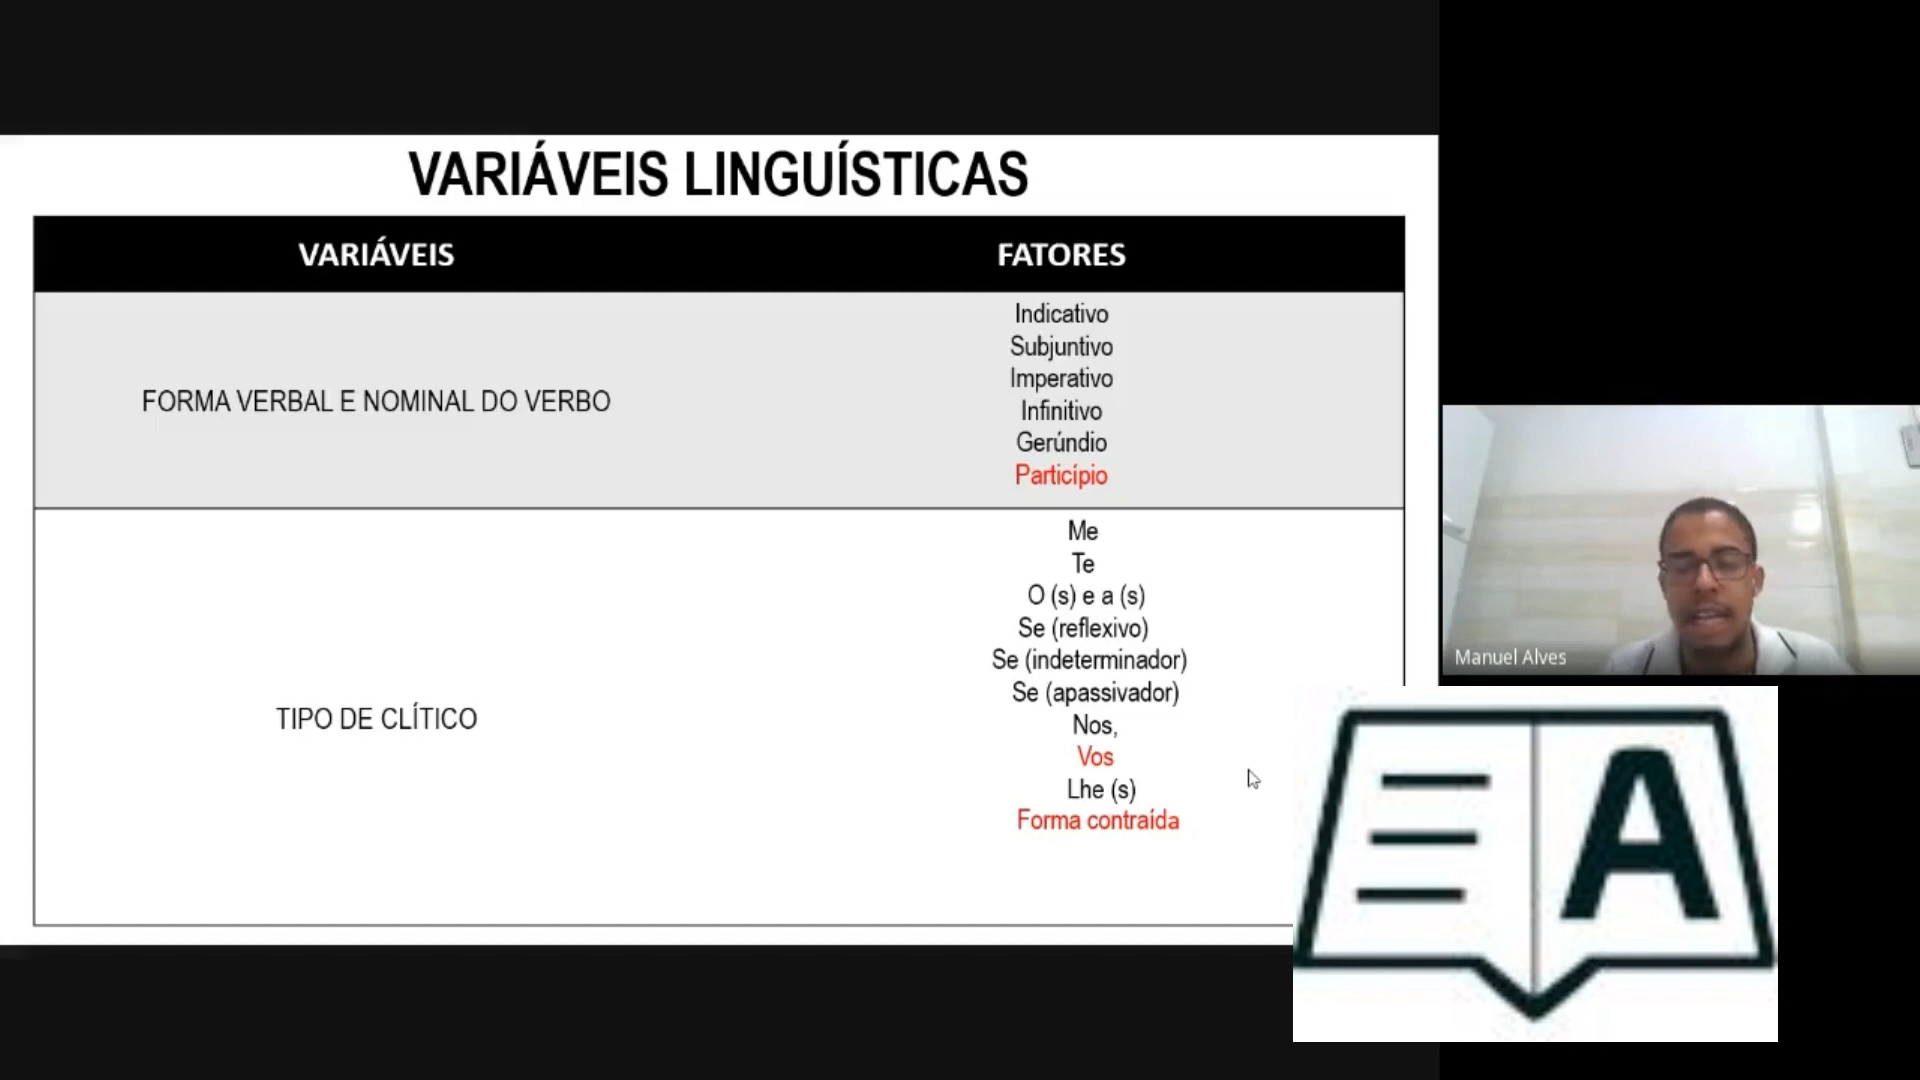 VARIÁVEIS LINGUÍSTICAS
VARIÁVEIS
FATORES
FORMA VERBAL E NOMINAL DO VERBO
Indicativo
Subjuntivo
Imperativo
Infinitivo
Gerúndio
Particípio
TIPO DE CLÍTICO
Me
Te
O (s) e a (s)
Se (reflexivo)
Se (indeterminador)
Se (apassivador)
Nos,
Vos
Lhe (s)
Forma contraída
Manuel Alves
A